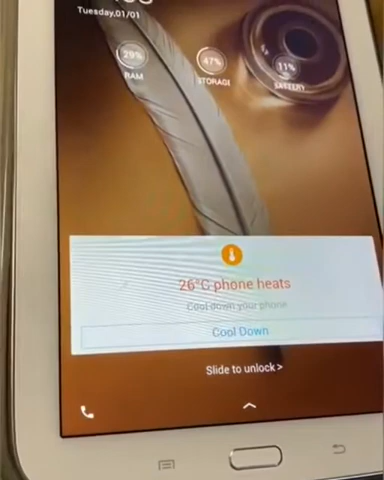 Tuesday,01/01
29%
47%
11%
RAM
STORAGE
BATTERY
26°C phone heats
Cool down your phone
Cool Down
Slide to unlock >